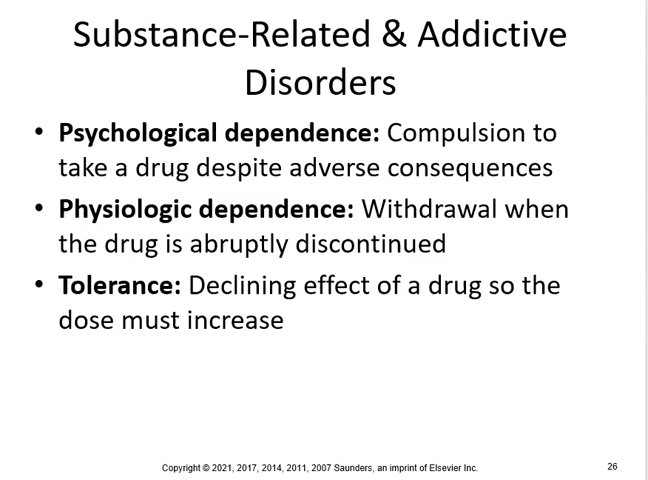 Substance-Related & Addictive
Disorders
• Psychological dependence: Compulsion to
take a drug despite adverse consequences
• Physiologic dependence: Withdrawal when
the drug is abruptly discontinued
• Tolerance: Declining effect of a drug so the
dose must increase
Copyright © 2021, 2017, 2014, 2011, 2007 Saunders, an imprint of Elsevier Inc.
26